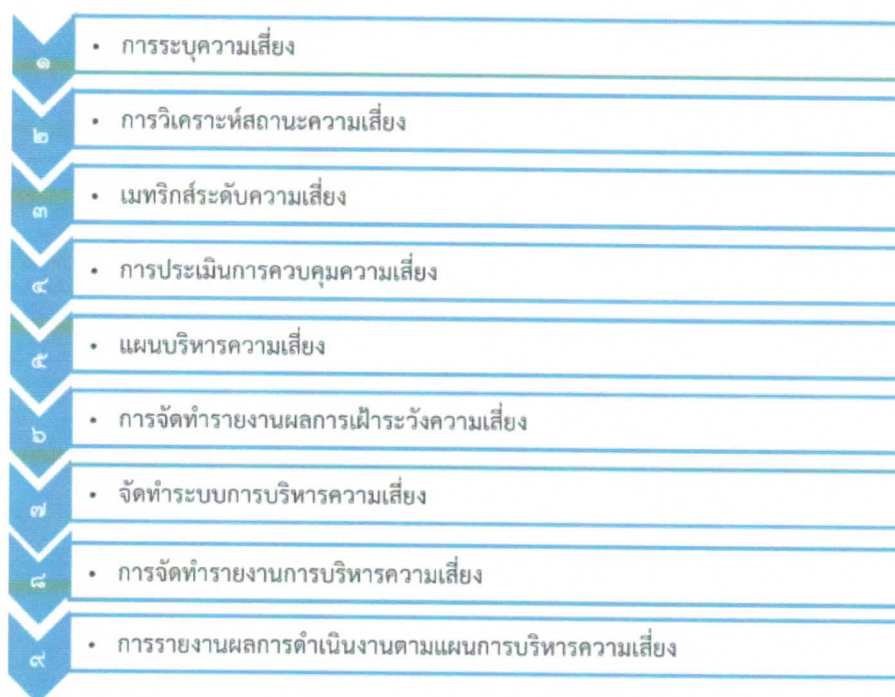 ๑ • การระบุความเสี่ยง
๒ • การวิเคราะห์สถานะความเสี่ยง
๓ • เมทริกส์ระดับความเสี่ยง
๔ • การประเมินการควบคุมความเสี่ยง
๕ • แผนบริหารความเสี่ยง
๖ • การจัดทำรายงานผลการเฝ้าระวังความเสี่ยง
๗ • จัดทำระบบการบริหารความเสี่ยง
๘ • การจัดทำรายงานการบริหารความเสี่ยง
๙ • การรายงานผลการดำเนินงานตามแผนการบริหารความเสี่ยง